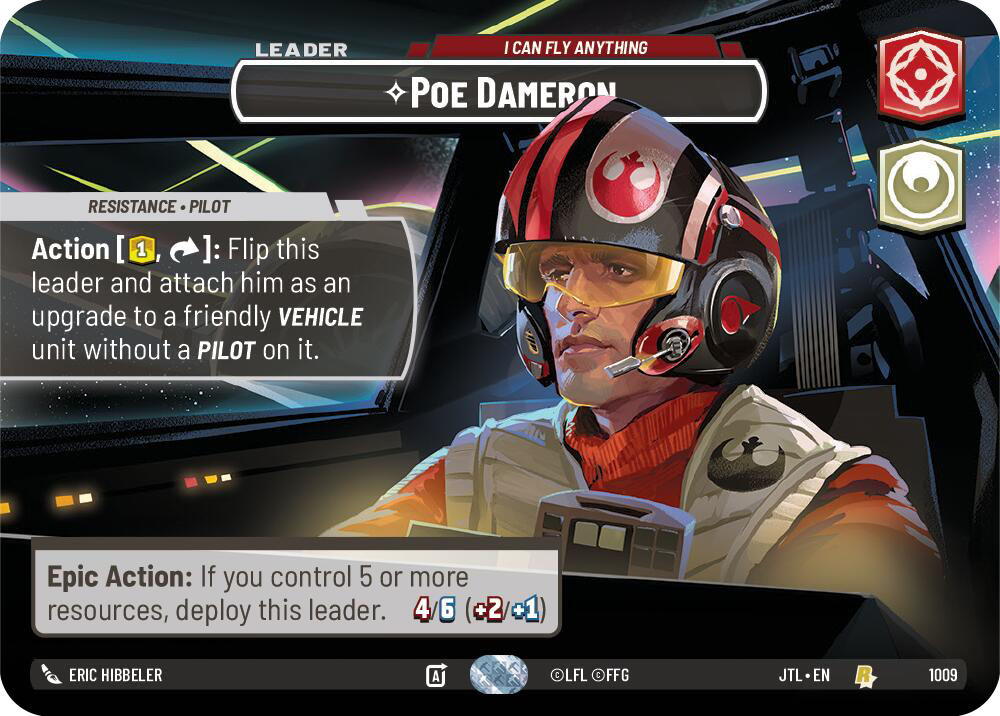 LEADER
I CAN FLY ANYTHING
POE DAMERON
RESISTANCE • PILOT
Action [1, ]: Flip this
leader and attach him as an
upgrade to a friendly VEHICLE
unit without a PILOT on it.
Epic Action: If you control 5 or more
resources, deploy this leader. 4/6 (+2/+1)
ERIC HIBBELER
A
©LFL ©FFG
JTL • EN
R
1009